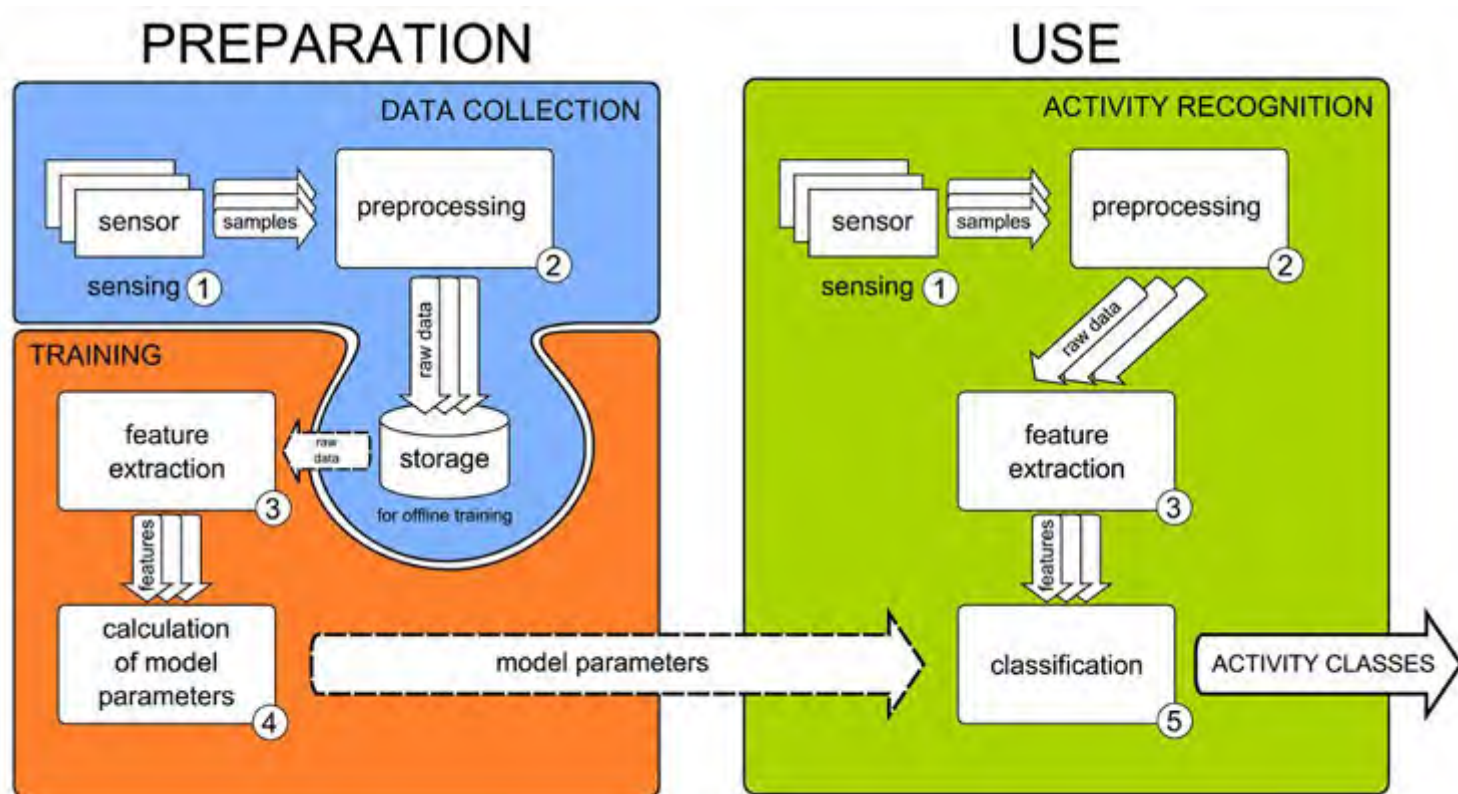 PREPARATION
USE
DATA COLLECTION
sensor
samples
preprocessing
sensing 1
2
raw data
storage
for offline training
TRAINING
raw
data
feature
extraction
3
features
calculation
of model
parameters
4
model parameters
ACTIVITY RECOGNITION
sensor
samples
preprocessing
sensing 1
2
raw data
feature
extraction
3
features
classification
5
ACTIVITY CLASSES